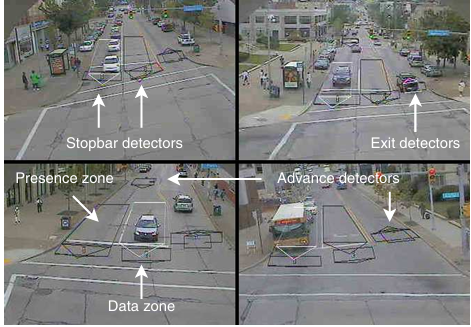 Stopbar detectors
Exit detectors
Presence zone
Advance detectors
Data zone